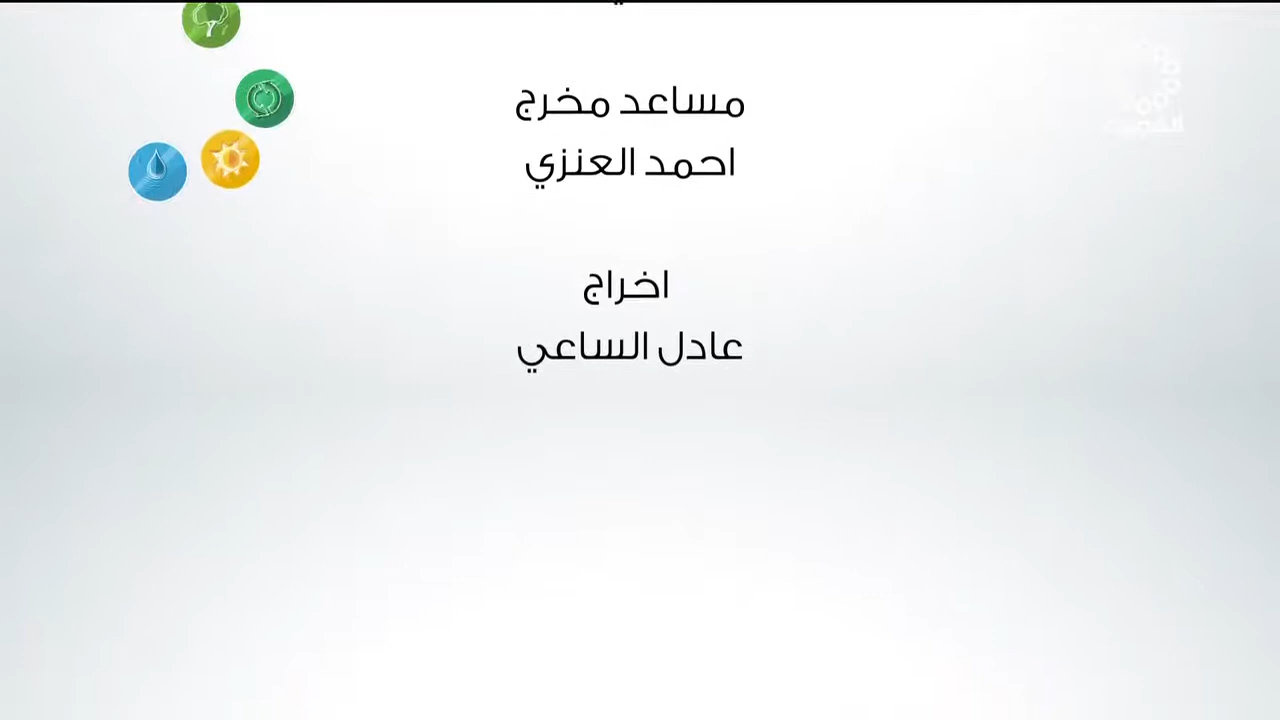 مساعد مخرج
احمد العنزي
اخراج
عادل الساعي